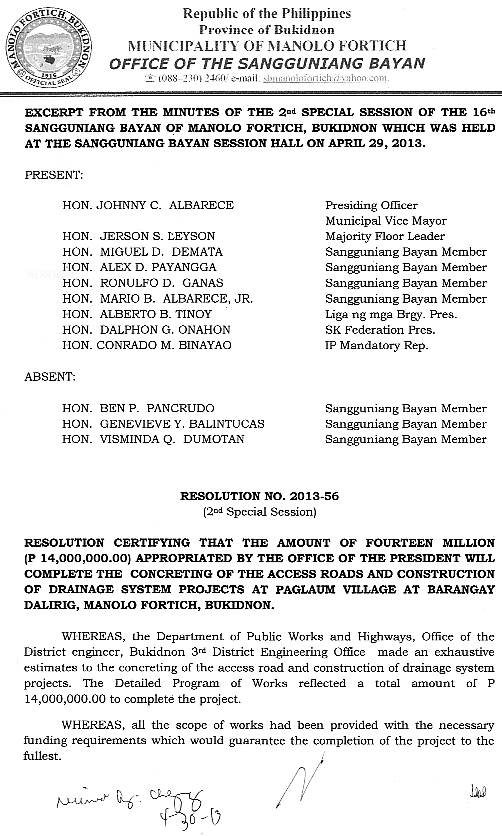 MANOLO FORTICH, BUKIDNON
1916
OFFICIAL SEAL
Republic of the Philippines
Province of Bukidnon
MUNICIPALITY OF MANOLO FORTICH
OFFICE OF THE SANGGUNIANG BAYAN
☏ (088-230) 2460/ e-mail: sbmanolofortich@yahoo.com.
EXCERPT FROM THE MINUTES OF THE 2nd SPECIAL SESSION OF THE 16th
SANGGUNIANG BAYAN OF MANOLO FORTICH, BUKIDNON WHICH WAS HELD
AT THE SANGGUNIANG BAYAN SESSION HALL ON APRIL 29, 2013.
PRESENT:
HON. JOHNNY C. ALBARECE Presiding Officer
Municipal Vice Mayor
HON. JERSON S. LEYSON Majority Floor Leader
HON. MIGUEL D. DEMATA Sangguniang Bayan Member
HON. ALEX D. PAYANGGA Sangguniang Bayan Member
HON. RONULFO D. GANAS Sangguniang Bayan Member
HON. MARIO B. ALBARECE, JR. Sangguniang Bayan Member
HON. ALBERTO B. TINOY Liga ng mga Brgy. Pres.
HON. DALPHON G. ONAHON SK Federation Pres.
HON. CONRADO M. BINAYAO IP Mandatory Rep.
ABSENT:
HON. BEN P. PANCRUDO Sangguniang Bayan Member
HON. GENEVIEVE Y. BALINTUCAS Sangguniang Bayan Member
HON. VISMINDA Q. DUMOTAN Sangguniang Bayan Member
RESOLUTION NO. 2013-56
(2nd Special Session)
RESOLUTION CERTIFYING THAT THE AMOUNT OF FOURTEEN MILLION
(P 14,000,000.00) APPROPRIATED BY THE OFFICE OF THE PRESIDENT WILL
COMPLETE THE CONCRETING OF THE ACCESS ROADS AND CONSTRUCTION
OF DRAINAGE SYSTEM PROJECTS AT PAGLAUM VILLAGE AT BARANGAY
DALIRIG, MANOLO FORTICH, BUKIDNON.
WHEREAS, the Department of Public Works and Highways, Office of the
District engineer, Bukidnon 3rd District Engineering Office made an exhaustive
estimates to the concreting of the access road and construction of drainage system
projects. The Detailed Program of Works reflected a total amount of P
14,000,000.00 to complete the project.
WHEREAS, all the scope of works had been provided with the necessary
funding requirements which would guarantee the completion of the project to the
fullest.
4-30-13